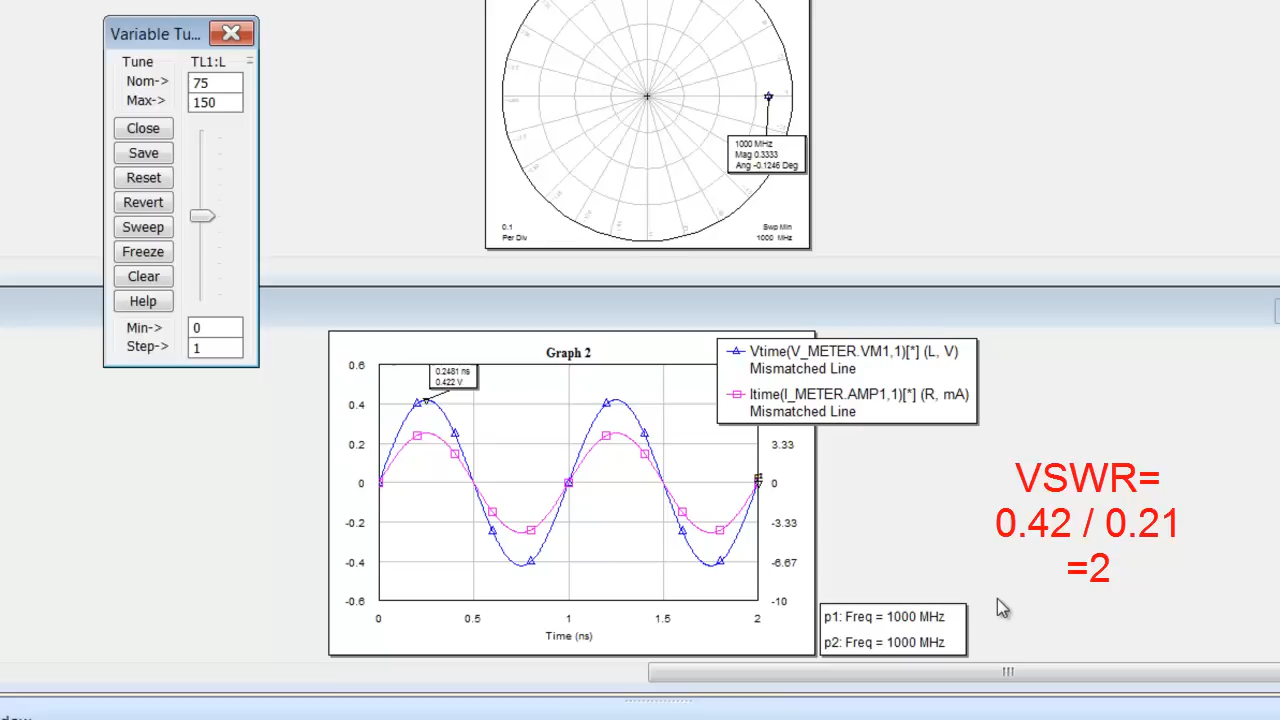 Variable Tu...
Tune TL1:L
Nom-> 75
Max-> 150
Close
Save
Reset
Revert
Sweep
Freeze
Clear
Help
Min-> 0
Step-> 1
1000 MHz
Mag 0.3333
Ang -0.1246 Deg
0.1
Per Div
Swp Min
1000 MHz
Graph 2
0.2481 ns
0.422 V
Vtime(V_METER.VM1,1)[*] (L, V)
Mismatched Line
Itime(I_METER.AMP1,1)[*] (R, mA)
Mismatched Line
0.6
0.4
0.2
0
-0.2
-0.4
-0.6
3.33
0
-3.33
-6.67
-10
0 0.5 1 1.5 2
Time (ns)
p1: Freq = 1000 MHz
p2: Freq = 1000 MHz
VSWR=
0.42 / 0.21
=2